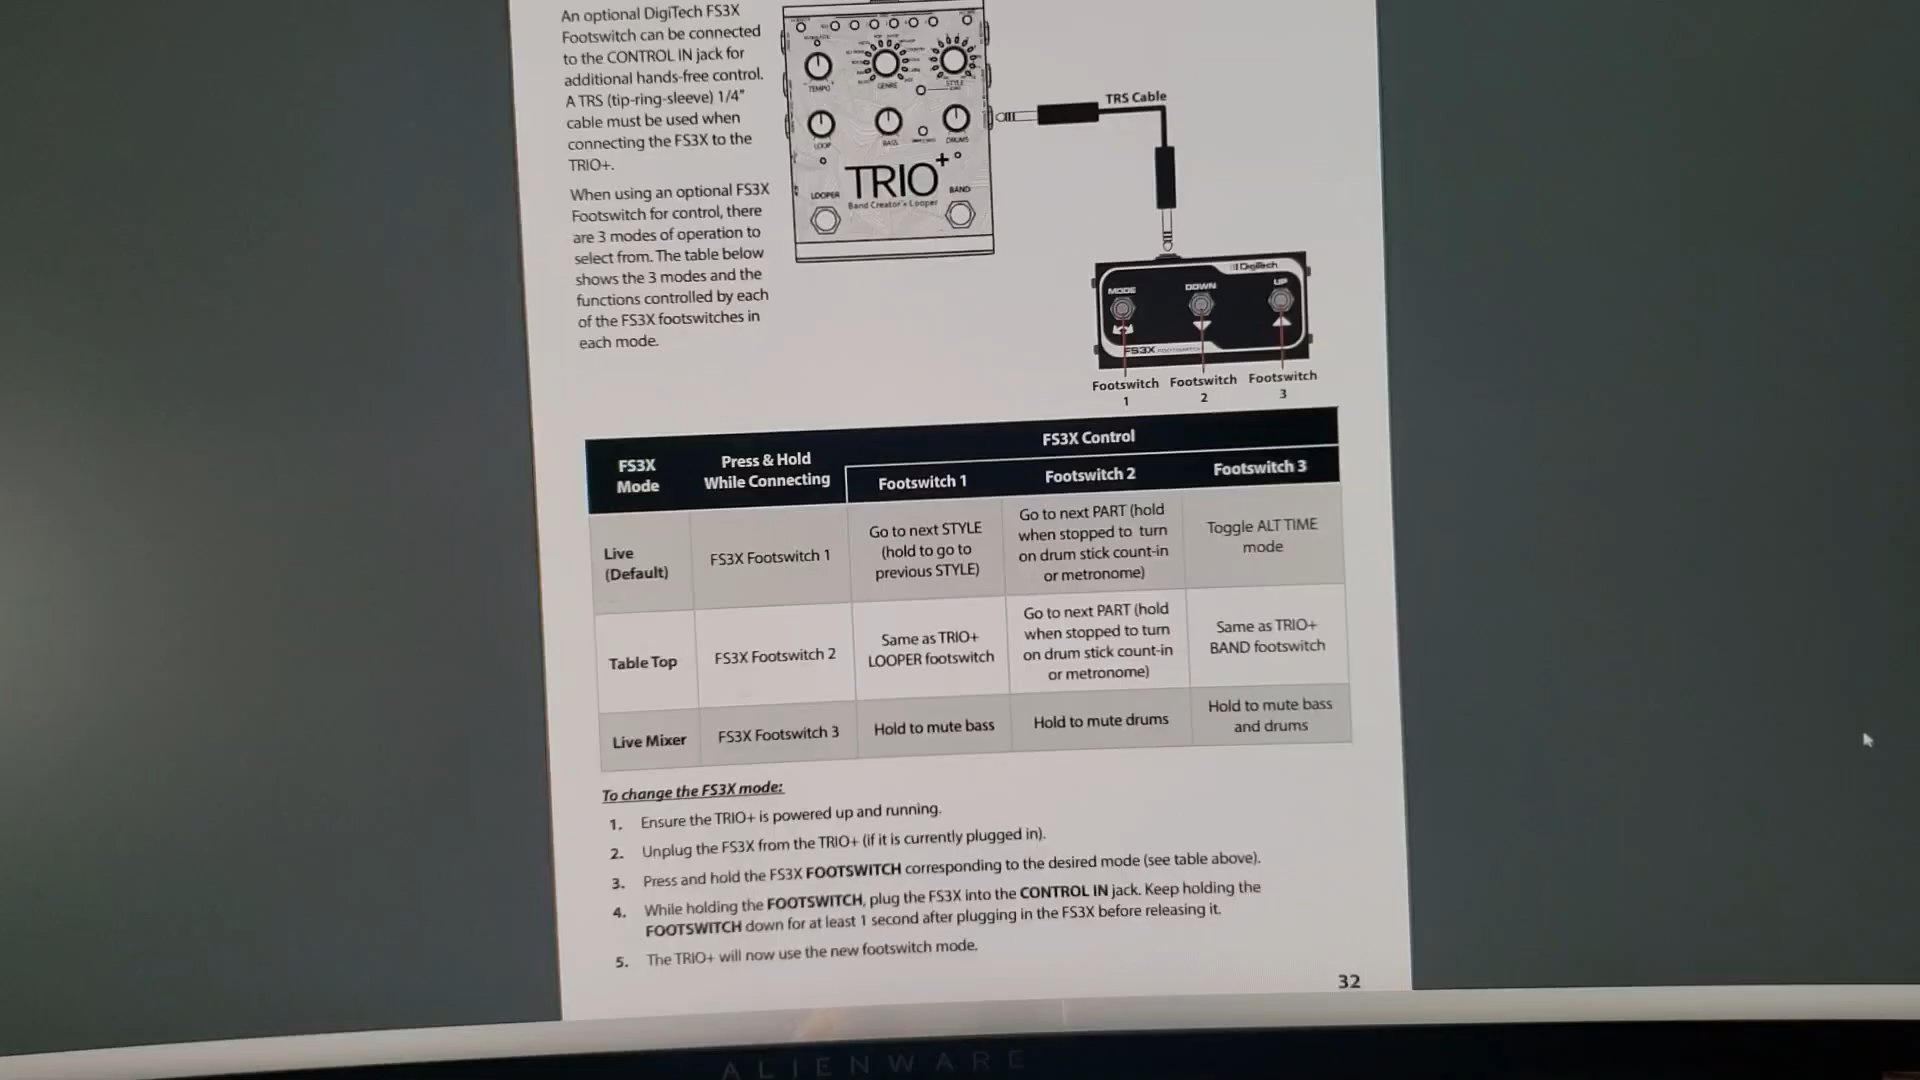 An optional DigiTech FS3X
Footswitch can be connected
to the CONTROL IN jack for
additional hands-free control.
A TRS (tip-ring-sleeve) 1/4"
cable must be used when
connecting the FS3X to the
TRIO+.
When using an optional FS3X
Footswitch for control, there
are 3 modes of operation to
select from. The table below
shows the 3 modes and the
functions controlled by each
of the FS3X footswitches in
each mode.
TEMPO
GENRE
STYLE
LOOP
BASS
DRUMS
TRIO+
LOOPER
BAND
Band Creator + Looper
TRS Cable
DigiTech
MODE
DOWN
UP
FS3X FOOTSWITCH
Footswitch
1
Footswitch
2
Footswitch
3
FS3X
Mode
Press & Hold
While Connecting
FS3X Control
Footswitch 1
Footswitch 2
Footswitch 3
Live
(Default)
FS3X Footswitch 1
Go to next STYLE
(hold to go to
previous STYLE)
Go to next PART (hold
when stopped to turn
on drum stick count-in
or metronome)
Toggle ALT TIME
mode
Table Top
FS3X Footswitch 2
Same as TRIO+
LOOPER footswitch
Go to next PART (hold
when stopped to turn
on drum stick count-in
or metronome)
Same as TRIO+
BAND footswitch
Live Mixer
FS3X Footswitch 3
Hold to mute bass
Hold to mute drums
Hold to mute bass
and drums
To change the FS3X mode:
1. Ensure the TRIO+ is powered up and running.
2. Unplug the FS3X from the TRIO+ (if it is currently plugged in).
3. Press and hold the FS3X FOOTSWITCH corresponding to the desired mode (see table above).
4. While holding the FOOTSWITCH, plug the FS3X into the CONTROL IN jack. Keep holding the
FOOTSWITCH down for at least 1 second after plugging in the FS3X before releasing it.
5. The TRIO+ will now use the new footswitch mode.
32
ALIENWARE